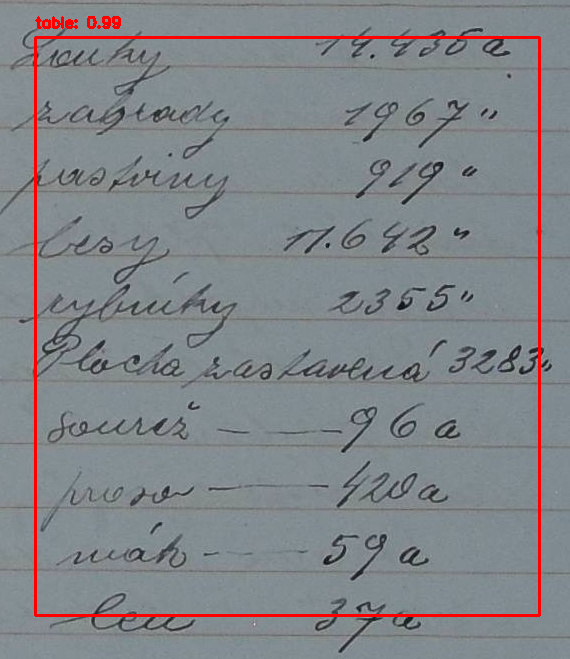 table: 0.99
Louky 14.436 a
zahrady 1967 "
pastviny 919 "
lesy 11.642 "
rybníky 2355 "
Plocha zastavená 3283 "
souřež — — 96 a
proso — 420 a
mák — — 59 a
len 37 a